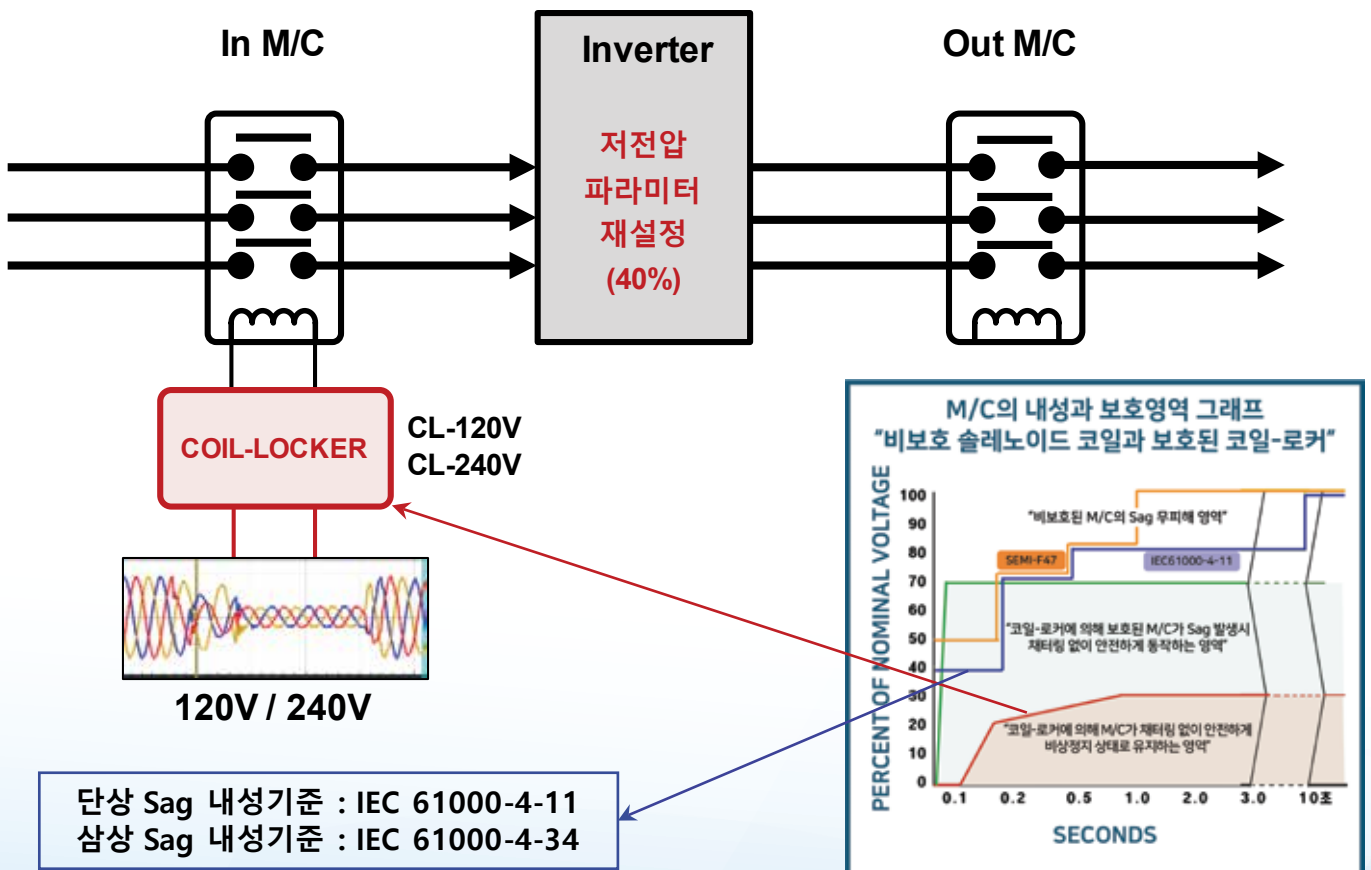 In M/C
Inverter
Out M/C
저전압
파라미터
재설정
(40%)
COIL-LOCKER
CL-120V
CL-240V
120V / 240V
단상 Sag 내성기준 : IEC 61000-4-11
삼상 Sag 내성기준 : IEC 61000-4-34
M/C의 내성과 보호영역 그래프
"비보호 솔레노이드 코일과 보호된 코일-로커"
PERCENT OF NOMINAL VOLTAGE
100
90
80
70
60
50
40
30
20
10
0
"비보호된 M/C의 Sag 무피해 영역"
SEMI-F47
IEC61000-4-11
"코일-로커에 의해 보호된 M/C가 Sag 발생시
채터링 없이 안전하게 동작하는 영역"
"코일-로커에 의해 M/C가 채터링 없이 안전하게
비상정지 상태로 유지하는 영역"
0.1 0.2 0.5 1.0 2.0 3.0 10초
SECONDS